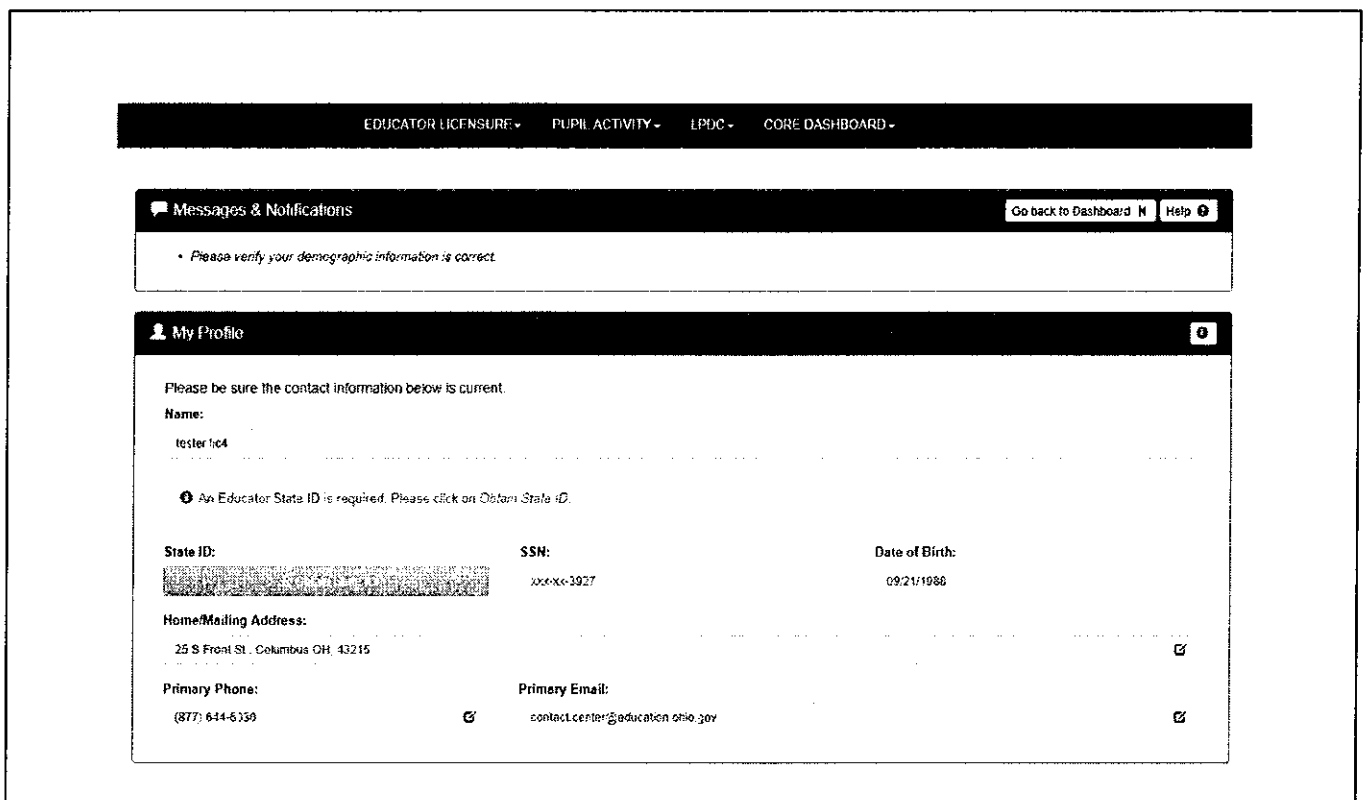 EDUCATOR LICENSURE PUPIL ACTIVITY LPDC CORE DASHBOARD
Messages & Notifications Go back to Dashboard Help
• Please verify your demographic information is correct.
My Profile
Please be sure the contact information below is current.
Name:
tester
An Educator State ID is required. Please click on Obtain State ID.
State ID: SSN: Date of Birth:
xxx-xx-3927 09/21/1988
Home/Mailing Address:
25 S Front St., Columbus OH, 43215
Primary Phone: Primary Email:
(877) contact.center@education.ohio.gov